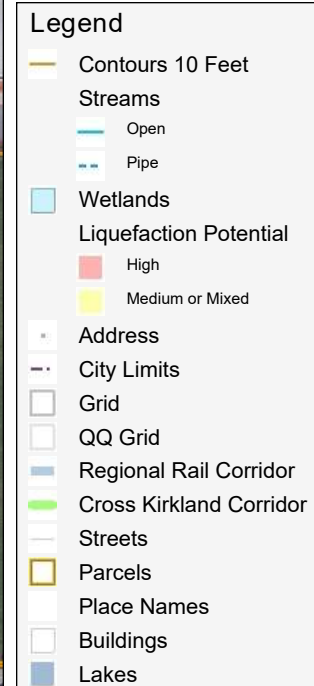 Legend
Contours 10 Feet
Streams
Open
Pipe
Wetlands
Liquefaction Potential
High
Medium or Mixed
Address
City Limits
Grid
QQ Grid
Regional Rail Corridor
Cross Kirkland Corridor
Streets
Parcels
Place Names
Buildings
Lakes